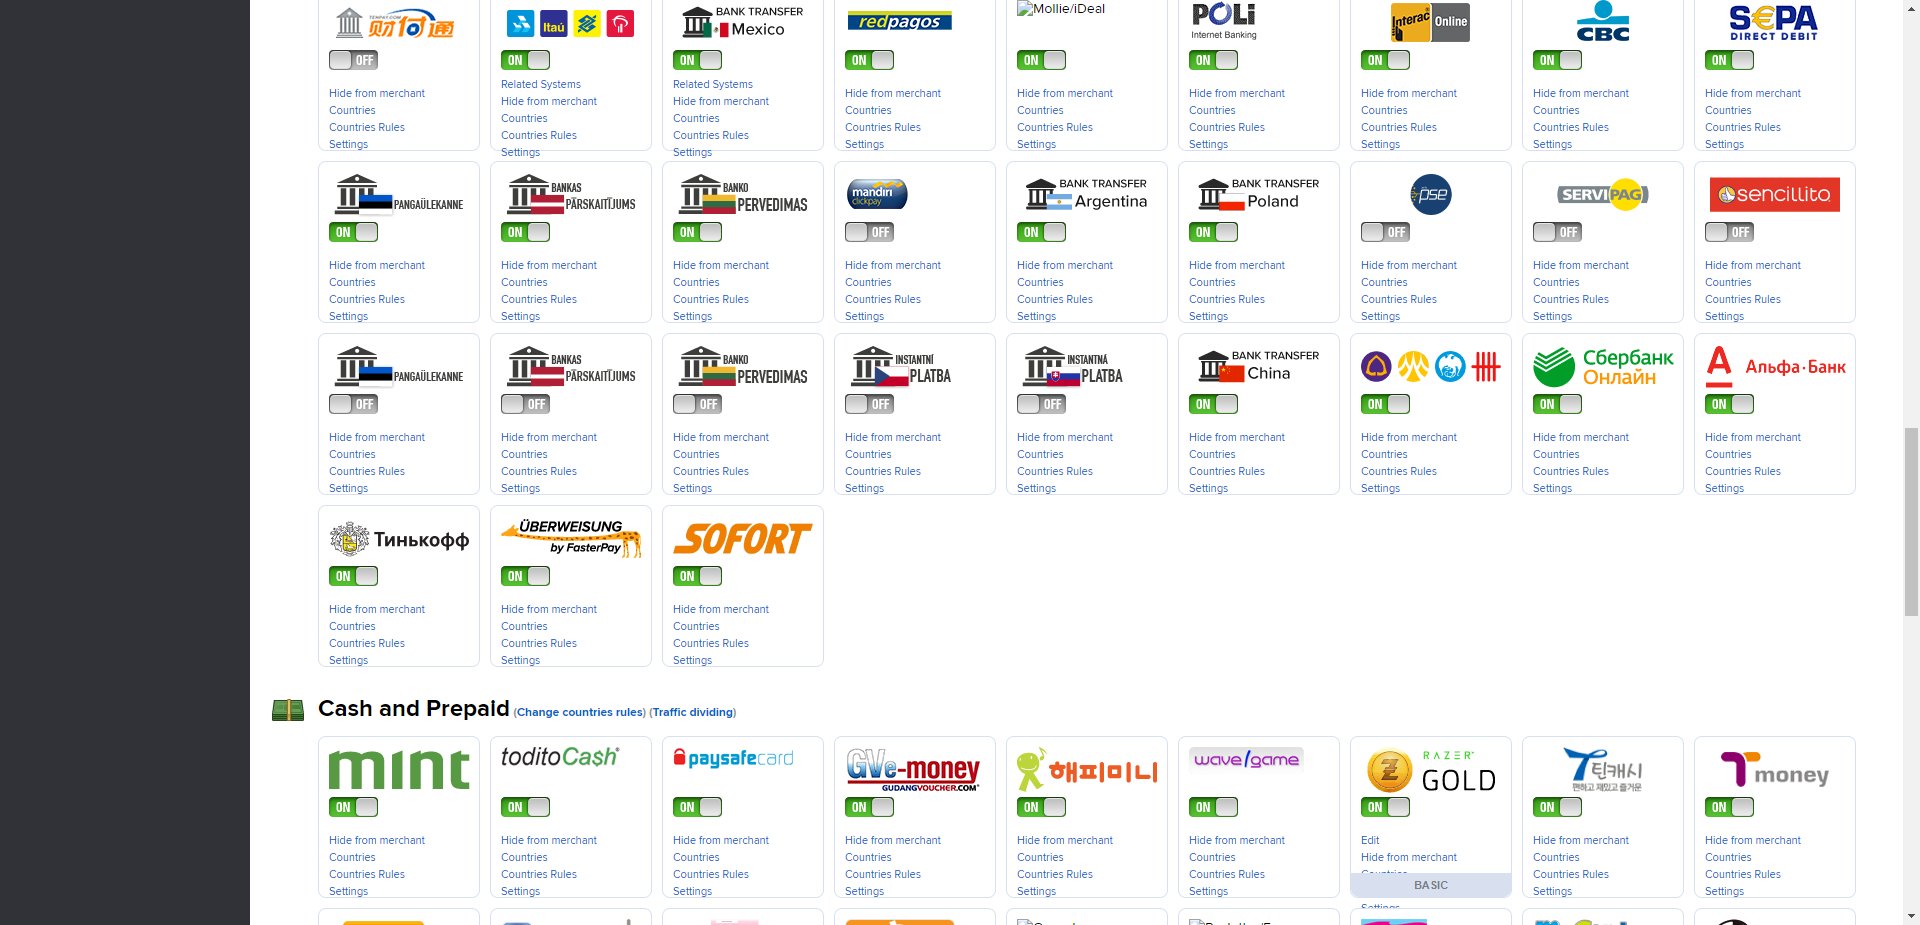 TENPAY.COM 财付通
Itaú
BANK TRANSFER
Mexico
redpagos
Mollie/iDeal
POLi
Internet Banking
Interac Online
CBC
SEPA
DIRECT DEBIT
OFF ON ON ON ON ON ON ON ON
Related Systems Related Systems
Hide from merchant Hide from merchant Hide from merchant Hide from merchant Hide from merchant Hide from merchant Hide from merchant Hide from merchant Hide from merchant
Countries Countries Countries Countries Countries Countries Countries Countries Countries
Countries Rules Countries Rules Countries Rules Countries Rules Countries Rules Countries Rules Countries Rules Countries Rules Countries Rules
Settings Settings Settings Settings Settings Settings Settings Settings Settings
PANGAÜLEKANNE
BANKAS
PĀRSKAITĪJUMS
BANKO
PERVEDIMAS
mandiri
clickpay
BANK TRANSFER
Argentina
BANK TRANSFER
Poland
pse
SERVIPAG
sencillito
ON ON ON OFF ON ON OFF OFF OFF
Hide from merchant Hide from merchant Hide from merchant Hide from merchant Hide from merchant Hide from merchant Hide from merchant Hide from merchant Hide from merchant
Countries Countries Countries Countries Countries Countries Countries Countries Countries
Countries Rules Countries Rules Countries Rules Countries Rules Countries Rules Countries Rules Countries Rules Countries Rules Countries Rules
Settings Settings Settings Settings Settings Settings Settings Settings Settings
PANGAÜLEKANNE
BANKAS
PĀRSKAITĪJUMS
BANKO
PERVEDIMAS
INSTANTNÍ
PLATBA
INSTANTNÁ
PLATBA
BANK TRANSFER
China
Сбербанк
Онлайн
Альфа·Банк
OFF OFF OFF OFF OFF ON ON ON ON
Hide from merchant Hide from merchant Hide from merchant Hide from merchant Hide from merchant Hide from merchant Hide from merchant Hide from merchant Hide from merchant
Countries Countries Countries Countries Countries Countries Countries Countries Countries
Countries Rules Countries Rules Countries Rules Countries Rules Countries Rules Countries Rules Countries Rules Countries Rules Countries Rules
Settings Settings Settings Settings Settings Settings Settings Settings Settings
Тинькофф
ÜBERWEISUNG
by FasterPay
SOFORT
ON ON ON
Hide from merchant Hide from merchant Hide from merchant
Countries Countries Countries
Countries Rules Countries Rules Countries Rules
Settings Settings Settings
Cash and Prepaid (Change countries rules) (Traffic dividing)
mint
toditoCa$h
paysafecard
GVe-money
GUDANGVOUCHER.COM
해피머니
wave/game
RAZER
GOLD
틴캐시
편하고 재밌고 즐거운
Tmoney
ON ON ON ON ON ON ON ON ON
Hide from merchant Hide from merchant Hide from merchant Hide from merchant Hide from merchant Hide from merchant Edit Hide from merchant Hide from merchant
Countries Countries Countries Countries Countries Countries Hide from merchant Countries Countries
Countries Rules Countries Rules Countries Rules Countries Rules Countries Rules Countries Rules Countries Countries Rules Countries Rules
Settings Settings Settings Settings Settings Settings BASIC Settings Settings
Settings